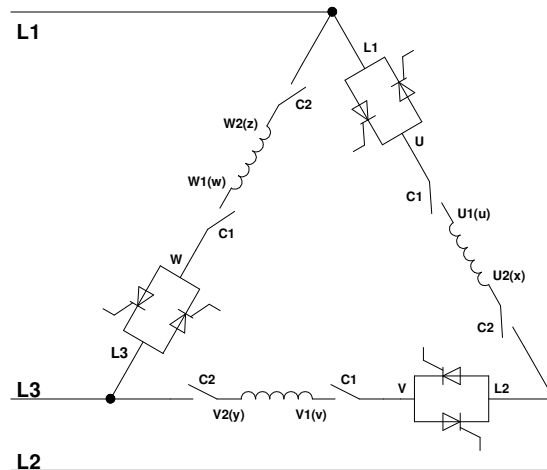 L1
L1
C2
W2(z)
U
W1(w)
C1
U1(u)
C1
W
U2(x)
C2
L3
L3
C2
C1
V
L2
V2(y)
V1(v)
L2